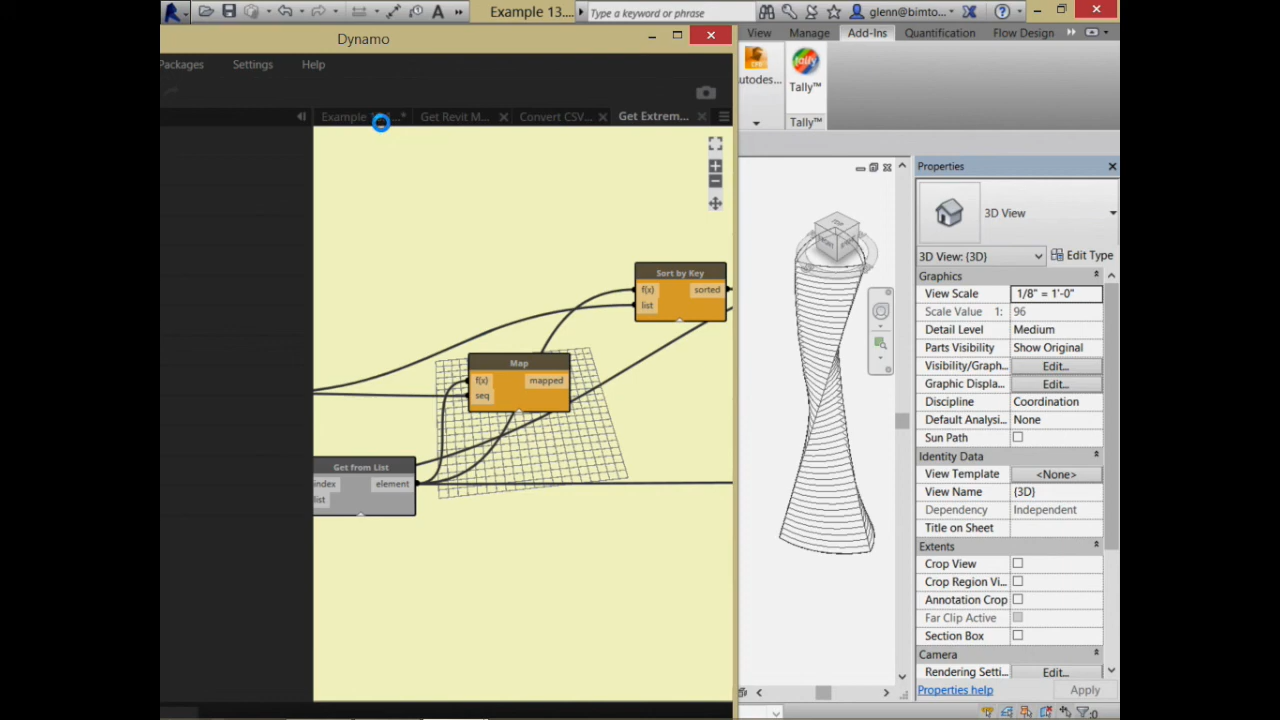 Example 13....
Type a keyword or phrase
glenn@bimto...
Dynamo
Packages
Settings
Help
View
Manage
Add-Ins
Quantification
Flow Design
utodes...
Tally™
Tally™
Get Revit M...
Convert CSV...
Get Extrem...
Sort by Key
f(x)
sorted
list
Map
f(x)
mapped
seq
Get from List
index
element
list
Properties
3D View
3D View: {3D}
Edit Type
Graphics
View Scale
1/8" = 1'-0"
Scale Value 1:
96
Detail Level
Medium
Parts Visibility
Show Original
Visibility/Graph...
Edit...
Graphic Displa...
Edit...
Discipline
Coordination
Default Analysi...
None
Sun Path
Identity Data
View Template
<None>
View Name
{3D}
Dependency
Independent
Title on Sheet
Extents
Crop View
Crop Region Vi...
Annotation Crop
Far Clip Active
Section Box
Camera
Rendering Setti...
Edit...
Properties help
Apply
:0